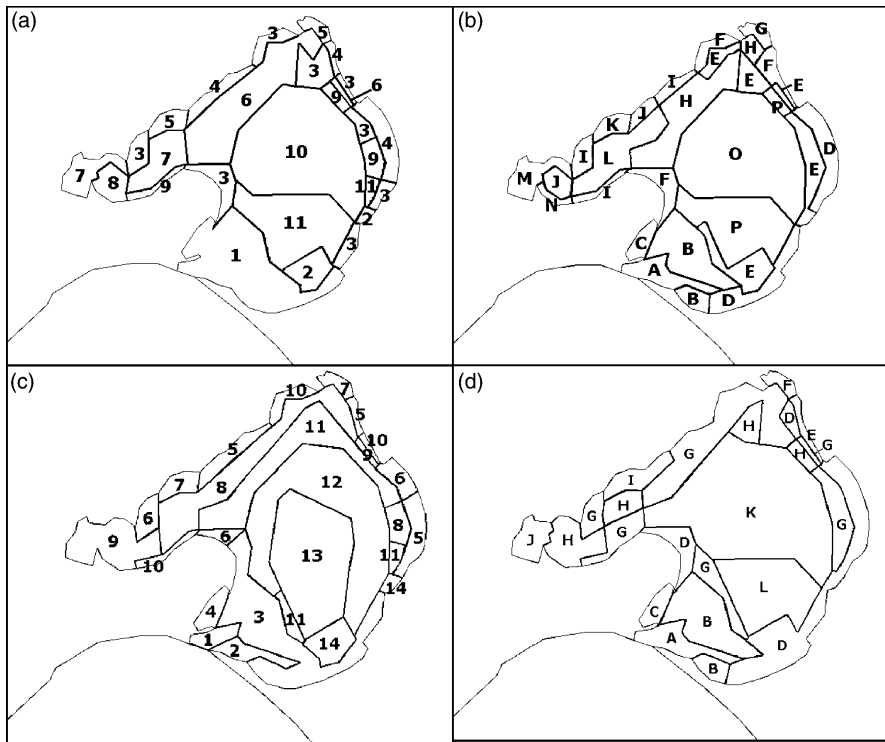 (a)
3 5
3 4
4 3 3
6 9 6
5 3
3 7 10 4
9
7 8 9 3 11 3
2
11 3
1 2
(b)
G
F H
E F
I E E
H P
K J
I L O D
M J E
N I F
P
C B
A E
B D
(c)
10 7
5
11 10
5 9
7 8 12 6
6 8
9 6 5
10 13 11
14
4 3 11
1 14
2
(d)
F
H D
E
G H G
I
G H K G
J H G
D
G L
C B
A D
B